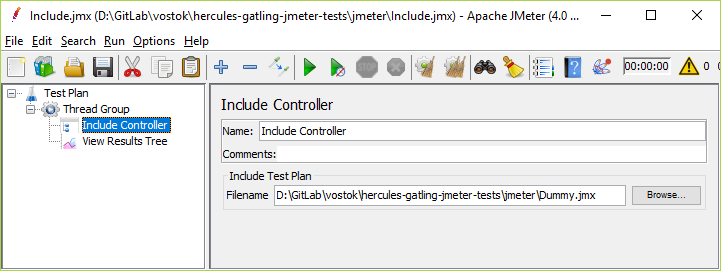 Include.jmx (D:\GitLab\vostok\hercules-gatling-jmeter-tests\jmeter\Include.jmx) - Apache JMeter (4.0 ...
File Edit Search Run Options Help
00:00:00 0
Test Plan
Thread Group
Include Controller
View Results Tree
Include Controller
Name: Include Controller
Comments:
Include Test Plan
Filename D:\GitLab\vostok\hercules-gatling-jmeter-tests\jmeter\Dummy.jmx Browse...